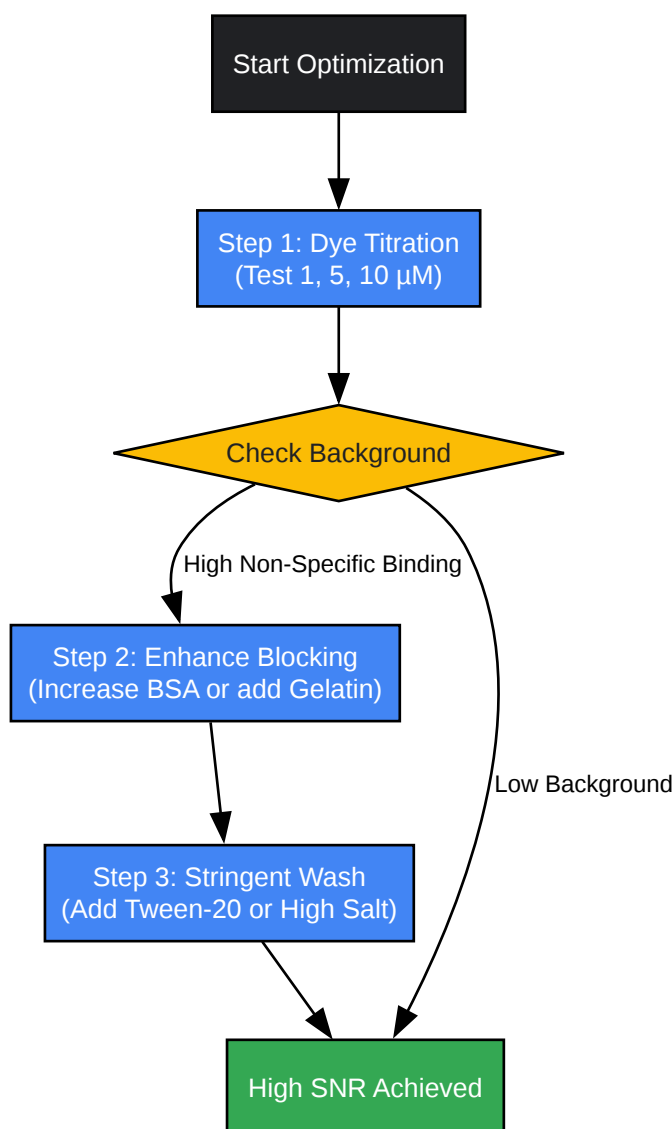 Start Optimization
Step 1: Dye Titration
(Test 1, 5, 10 µM)
Check Background
High Non-Specific Binding
Step 2: Enhance Blocking
(Increase BSA or add Gelatin)
Low Background
Step 3: Stringent Wash
(Add Tween-20 or High Salt)
High SNR Achieved